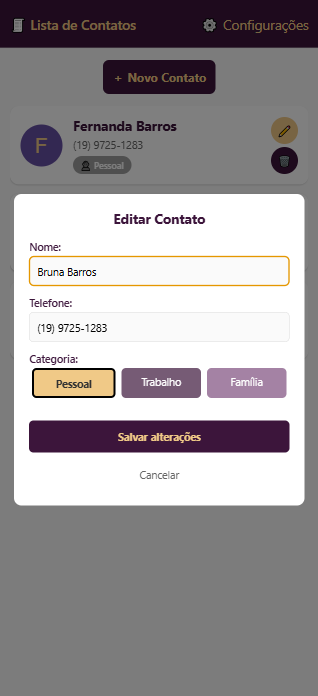 Lista de Contatos
Configurações
+ Novo Contato
F
Fernanda Barros
(19) 9725-1283
Pessoal
Editar Contato
Nome:
Bruna Barros
Telefone:
(19) 9725-1283
Categoria:
Pessoal Trabalho Família
Salvar alterações
Cancelar